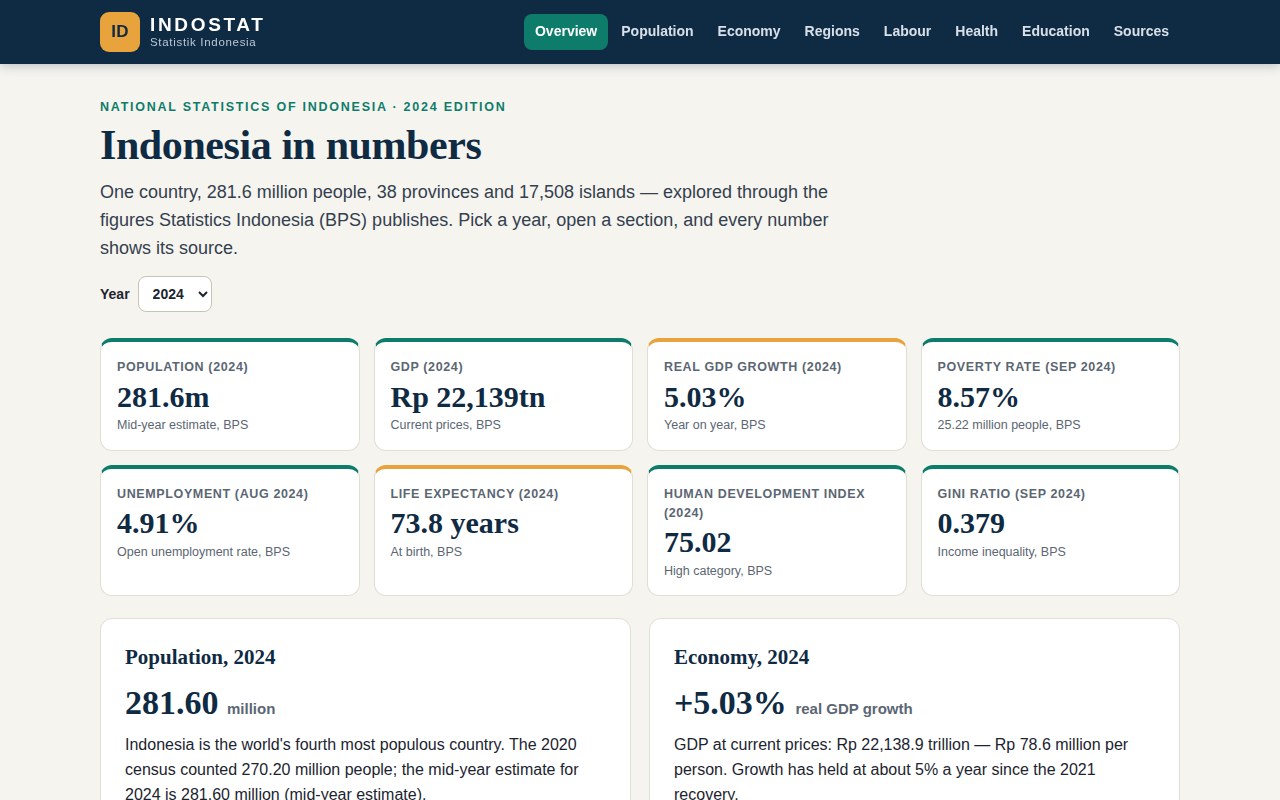 ID
INDOSTAT
Statistik Indonesia
Overview
Population
Economy
Regions
Labour
Health
Education
Sources
NATIONAL STATISTICS OF INDONESIA · 2024 EDITION
Indonesia in numbers
One country, 281.6 million people, 38 provinces and 17,508 islands — explored through the
figures Statistics Indonesia (BPS) publishes. Pick a year, open a section, and every number
shows its source.
Year 2024
POPULATION (2024)
281.6m
Mid-year estimate, BPS
GDP (2024)
Rp 22,139tn
Current prices, BPS
REAL GDP GROWTH (2024)
5.03%
Year on year, BPS
POVERTY RATE (SEP 2024)
8.57%
25.22 million people, BPS
UNEMPLOYMENT (AUG 2024)
4.91%
Open unemployment rate, BPS
LIFE EXPECTANCY (2024)
73.8 years
At birth, BPS
HUMAN DEVELOPMENT INDEX
(2024)
75.02
High category, BPS
GINI RATIO (SEP 2024)
0.379
Income inequality, BPS
Population, 2024
281.60 million
Indonesia is the world's fourth most populous country. The 2020
census counted 270.20 million people; the mid-year estimate for
2024 is 281.60 million (mid-year estimate).
Economy, 2024
+5.03% real GDP growth
GDP at current prices: Rp 22,138.9 trillion — Rp 78.6 million per
person. Growth has held at about 5% a year since the 2021
recovery.